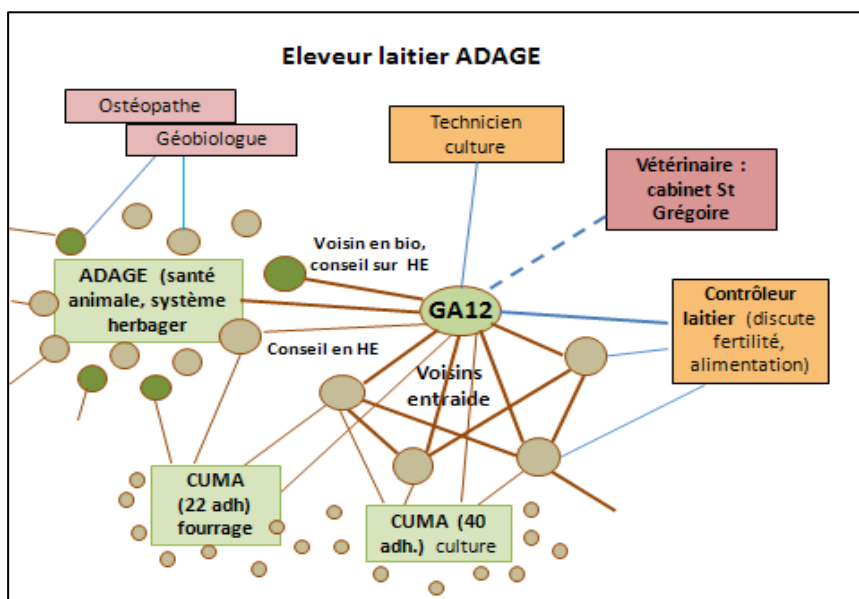 Eleveur laitier ADAGE
Ostéopathe
Géobiologue
Technicien
culture
Vétérinaire :
cabinet St
Grégoire
Voisin en bio,
conseil sur HE
ADAGE (santé
animale, système
herbager
GA12
Contrôleur
laitier (discute
fertilité,
alimentation)
Conseil en HE
Voisins
entraide
CUMA
(22 adh)
fourrage
CUMA (40
adh.) culture